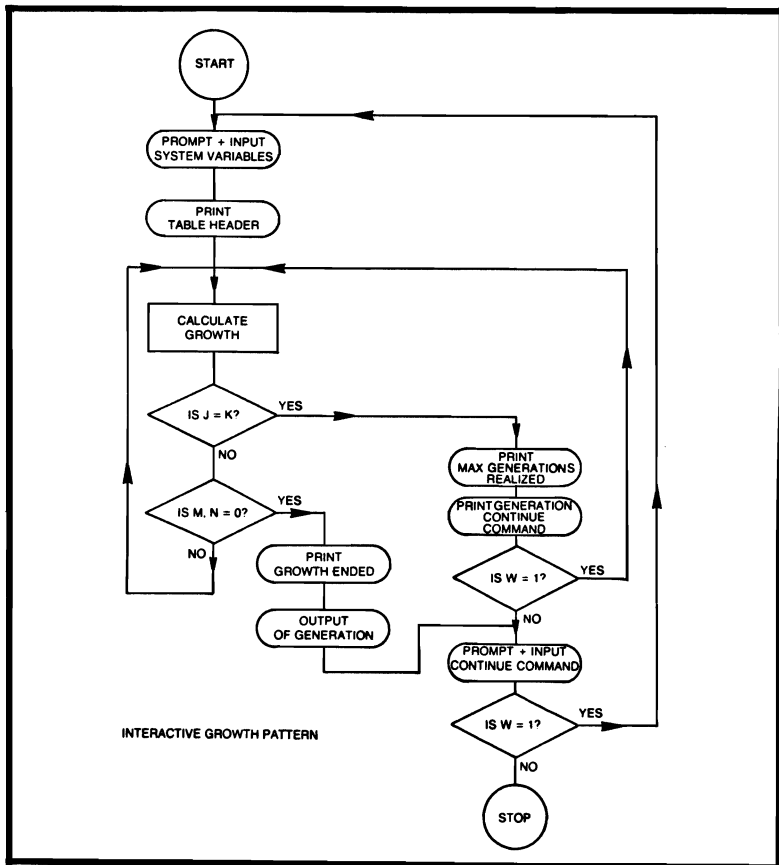 START
PROMPT + INPUT
SYSTEM VARIABLES
PRINT
TABLE HEADER
CALCULATE
GROWTH
IS J = K?
YES
NO
IS M, N = 0?
YES
NO
PRINT
GROWTH ENDED
OUTPUT
OF GENERATION
PRINT
MAX GENERATIONS
REALIZED
PRINT GENERATION
CONTINUE
COMMAND
IS W = 1?
YES
NO
PROMPT + INPUT
CONTINUE COMMAND
IS W = 1?
YES
NO
STOP
INTERACTIVE GROWTH PATTERN